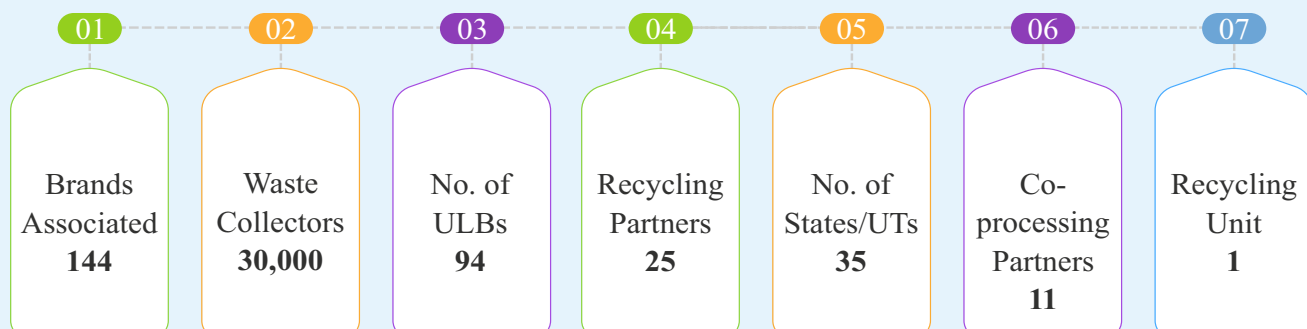 01
02
03
04
05
06
07
Brands
Associated
144
Waste
Collectors
30,000
No. of
ULBs
94
Recycling
Partners
25
No. of
States/UTs
35
Co-
processing
Partners
11
Recycling
Unit
1